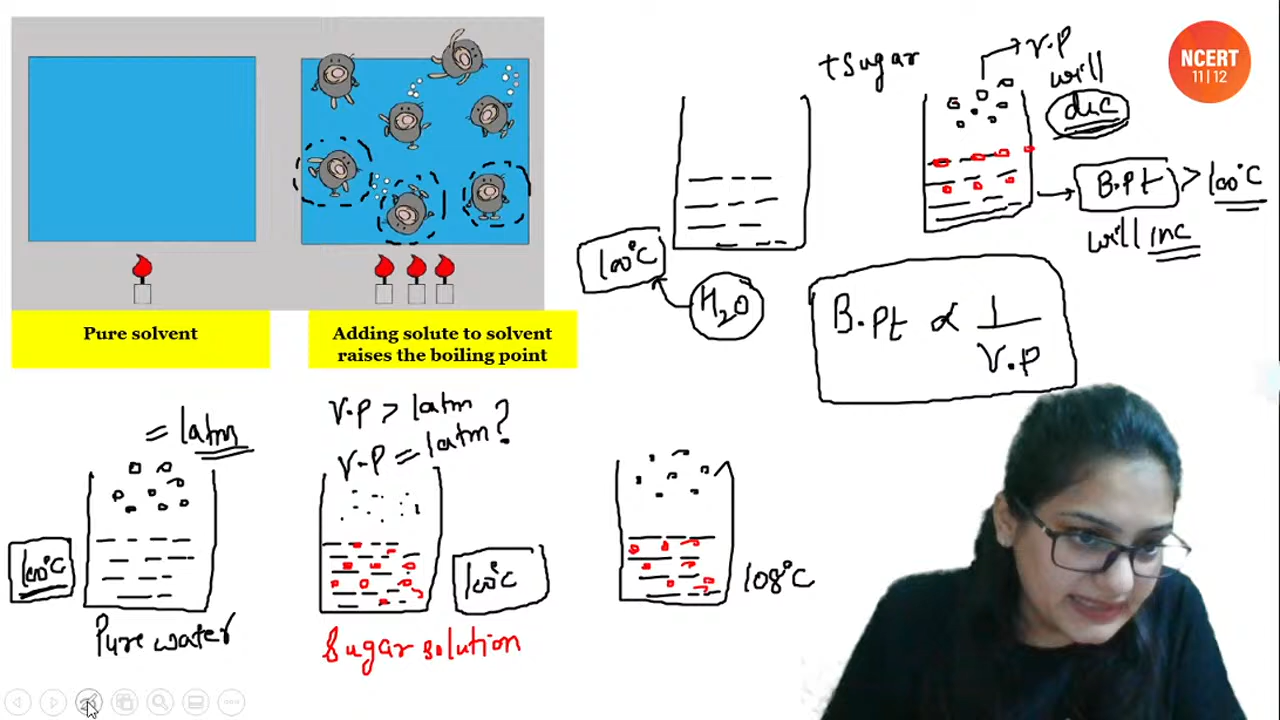 NCERT
11 | 12
+ Sugar
V.P
will
dec
B.Pt > 100°C
will inc
100°C
H₂O
B.Pt ∝ 1/V.P
Pure solvent
Adding solute to solvent
raises the boiling point
= 1atm
100°C
Pure water
V.P > 1atm
V.P = 1atm?
100°C
Sugar solution
108°C